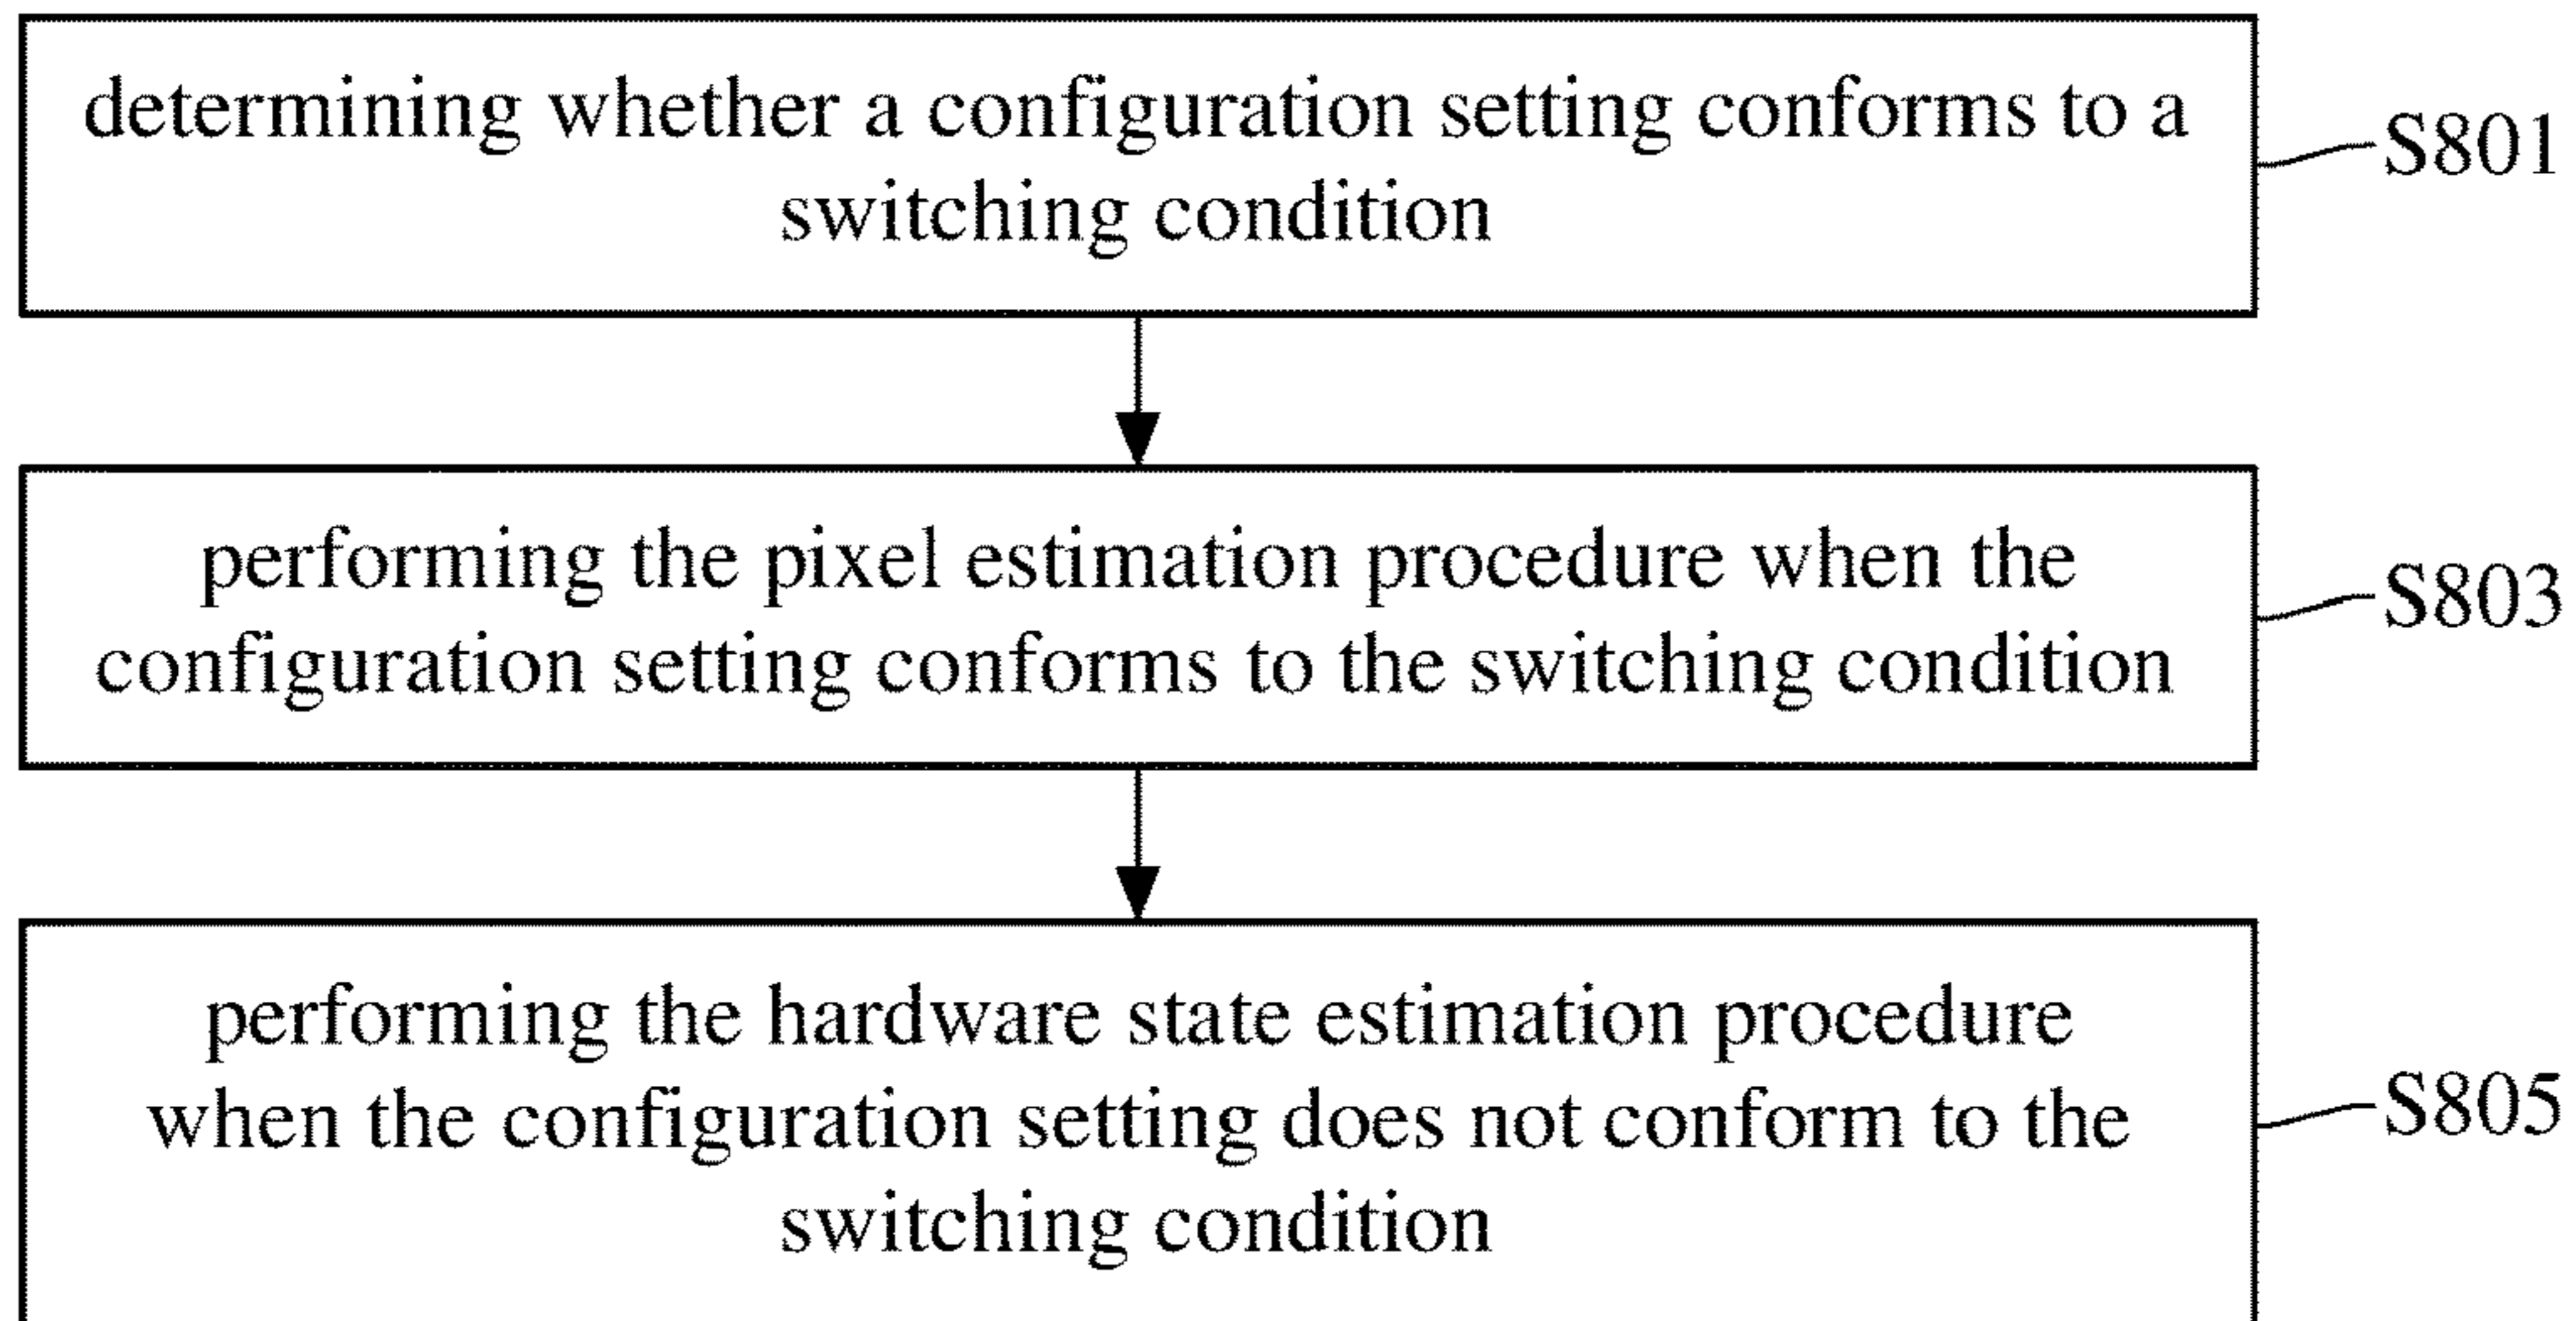 determining whether a configuration setting conforms to a
switching condition
S801
performing the pixel estimation procedure when the
configuration setting conforms to the switching condition
S803
performing the hardware state estimation procedure
when the configuration setting does not conform to the
switching condition
S805